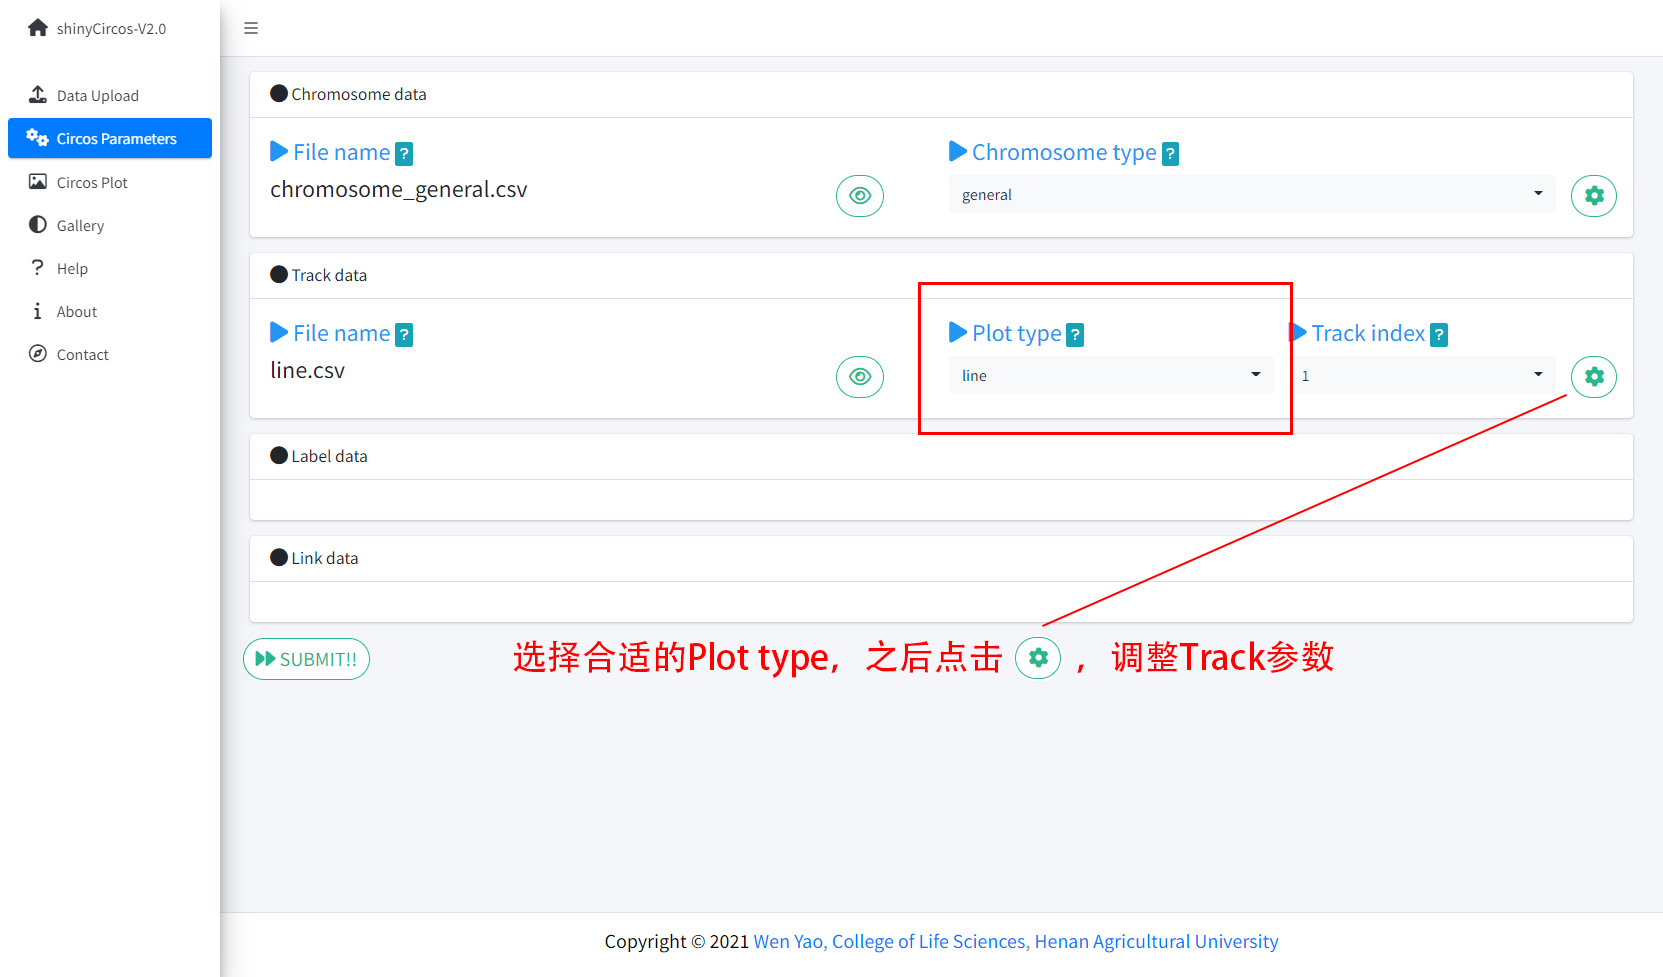 shinyCircos-V2.0
Data Upload
Circos Parameters
Circos Plot
Gallery
Help
About
Contact
Chromosome data
File name ?
Chromosome type ?
chromosome_general.csv
general
Track data
File name ?
Plot type ?
Track index ?
line.csv
line
1
Label data
Link data
SUBMIT!!
选择合适的Plot type，之后点击 ，调整Track参数
Copyright © 2021 Wen Yao, College of Life Sciences, Henan Agricultural University